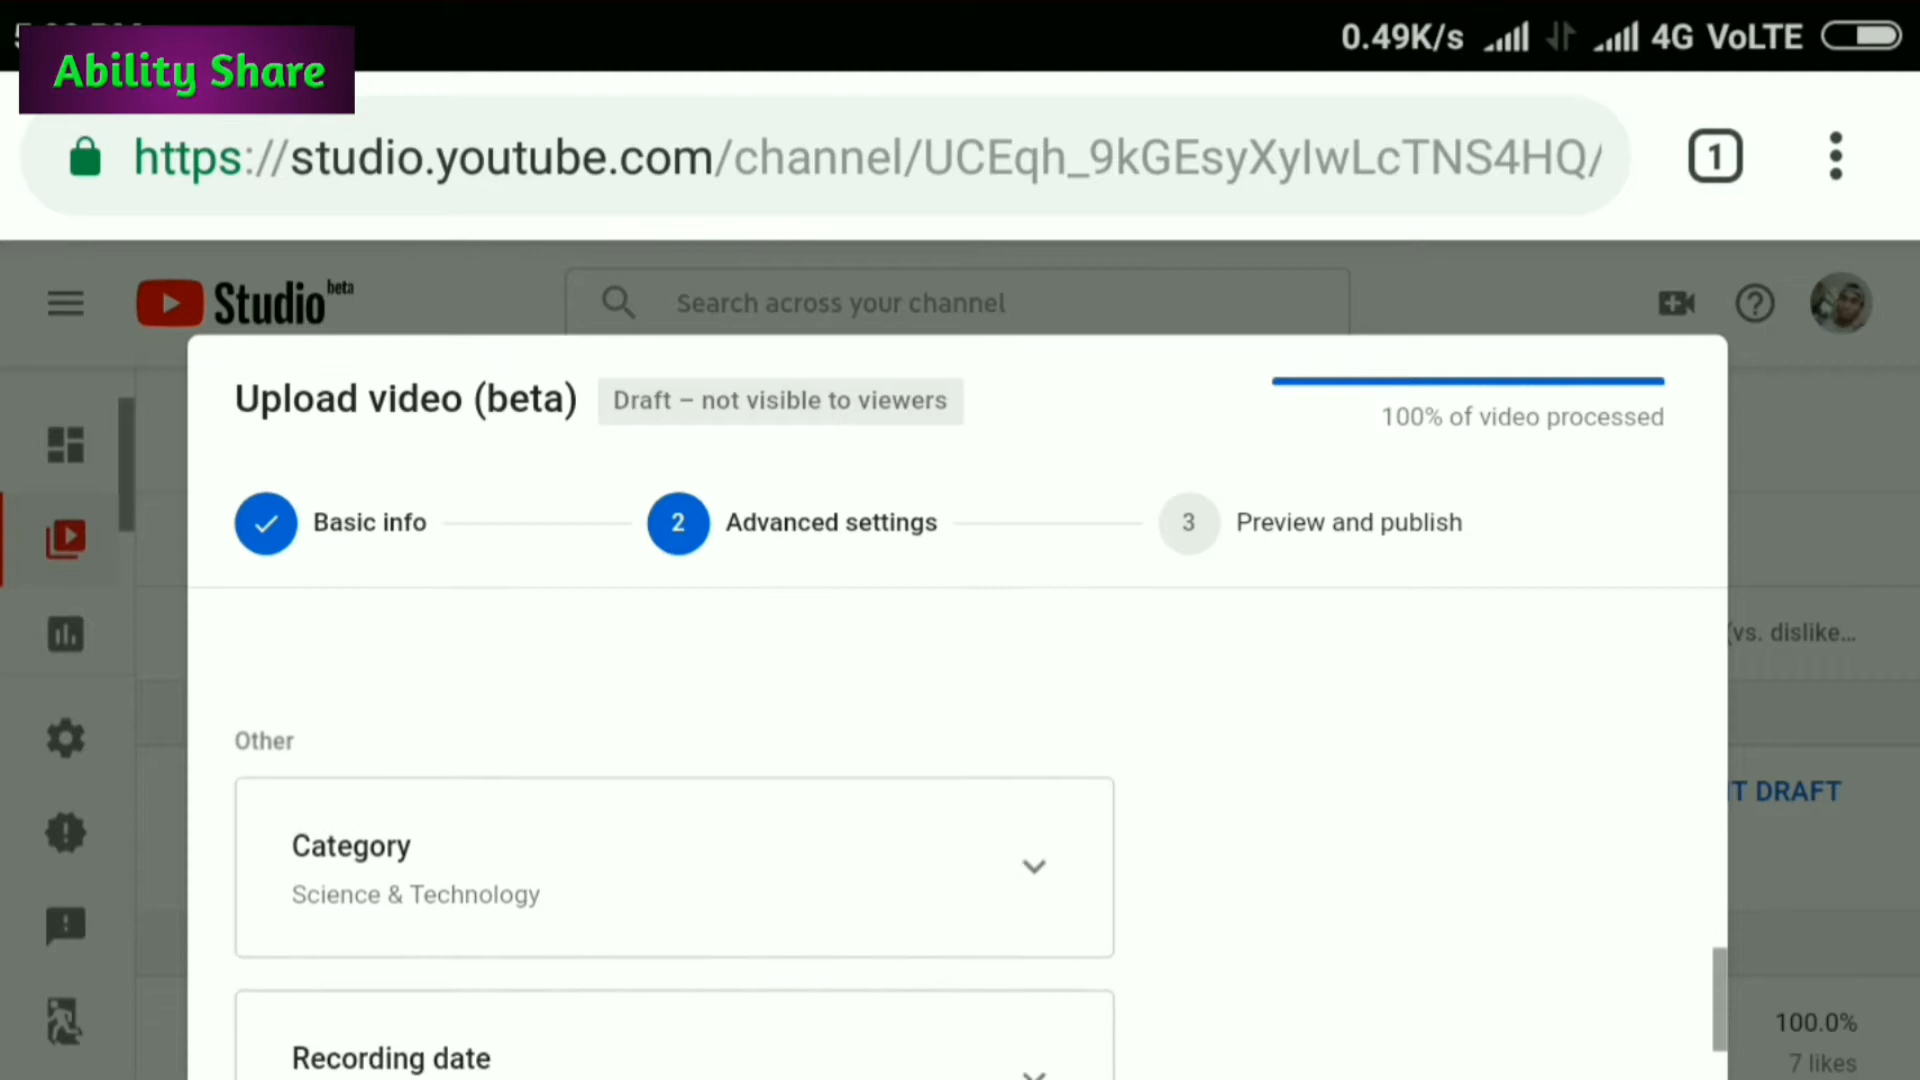 Ability Share
0.49K/s 4G VoLTE
https://studio.youtube.com/channel/UCEqh_9kGEsyXyIwLcTNS4HQ/
1
Studio beta
Search across your channel
Upload video (beta)
Draft – not visible to viewers
100% of video processed
Basic info
2 Advanced settings
3 Preview and publish
(vs. dislike...
Other
T DRAFT
Category
Science & Technology
100.0%
Recording date
7 likes